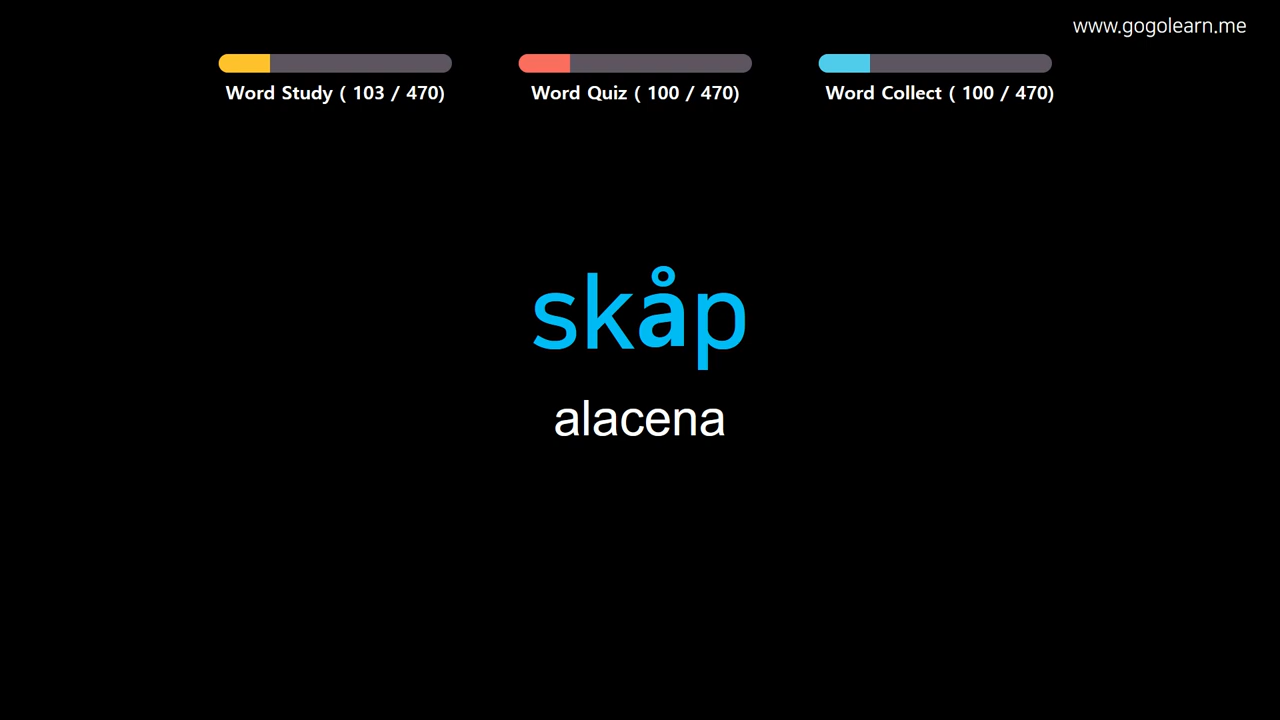 www.gogolearn.me
Word Study ( 103 / 470)
Word Quiz ( 100 / 470)
Word Collect ( 100 / 470)
skåp
alacena